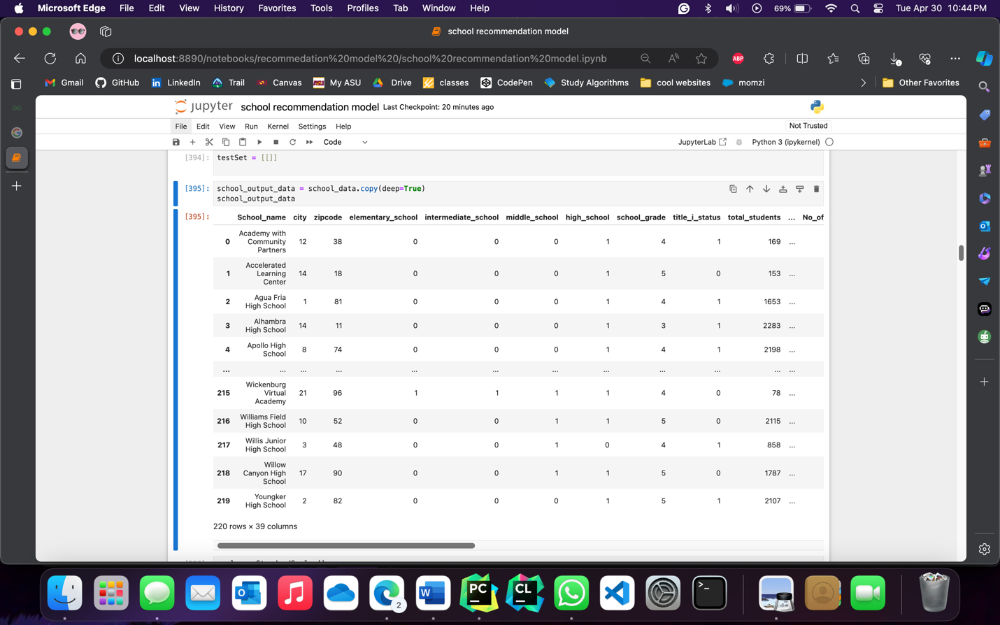 Microsoft Edge File Edit View History Favorites Tools Profiles Tab Window Help 69% Tue Apr 30 10:44 PM
school recommendation model
localhost:8890/notebooks/recommedation%20model%20/school%20recommendation%20model.ipynb ABP
Gmail GitHub LinkedIn Trail Canvas My ASU Drive classes CodePen Study Algorithms cool websites momzi Other Favorites
jupyter school recommendation model Last Checkpoint: 20 minutes ago
File Edit View Run Kernel Settings Help Not Trusted
Code JupyterLab Python 3 (ipykernel)
[394]: testSet = [[]]
[395]: school_output_data = school_data.copy(deep=True)
school_output_data
[395]: School_name city zipcode elementary_school intermediate_school middle_school high_school school_grade title_i_status total_students ... No_of
0 Academy with Community Partners 12 38 0 0 0 1 4 1 169 ...
1 Accelerated Learning Center 14 18 0 0 0 1 5 0 153 ...
2 Agua Fria High School 1 81 0 0 0 1 4 1 1653 ...
3 Alhambra High School 14 11 0 0 0 1 3 1 2283 ...
4 Apollo High School 8 74 0 0 0 1 4 1 2198 ...
... ... ... ... ... ... ... ... ... ... ... ...
215 Wickenburg Virtual Academy 21 96 1 1 1 1 4 0 78 ...
216 Williams Field High School 10 52 0 0 1 1 5 0 2115 ...
217 Willis Junior High School 3 48 0 0 1 0 4 1 858 ...
218 Willow Canyon High School 17 90 0 0 1 1 5 0 1787 ...
219 Youngker High School 2 82 0 0 0 1 5 1 2107 ...
220 rows × 39 columns
PC CL 2